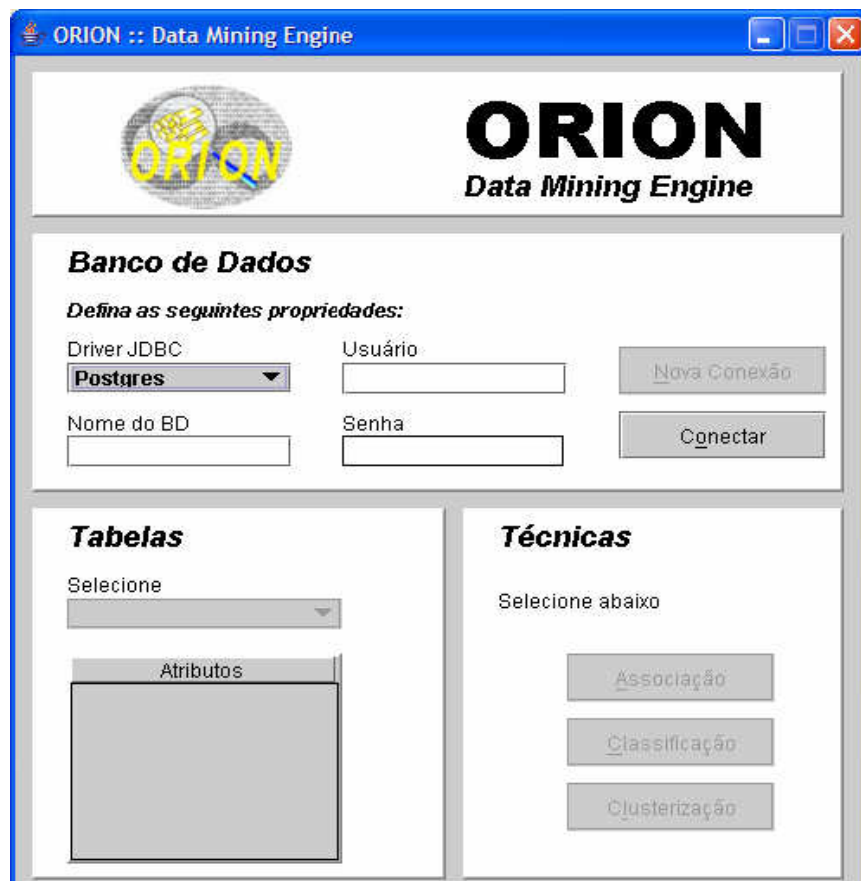 ORION :: Data Mining Engine
ORION
ORION
Data Mining Engine
Banco de Dados
Defina as seguintes propriedades:
Driver JDBC
Usuário
Postgres
Nova Conexão
Nome do BD
Senha
Conectar
Tabelas
Selecione
Atributos
Técnicas
Selecione abaixo
Associação
Classificação
Clusterização